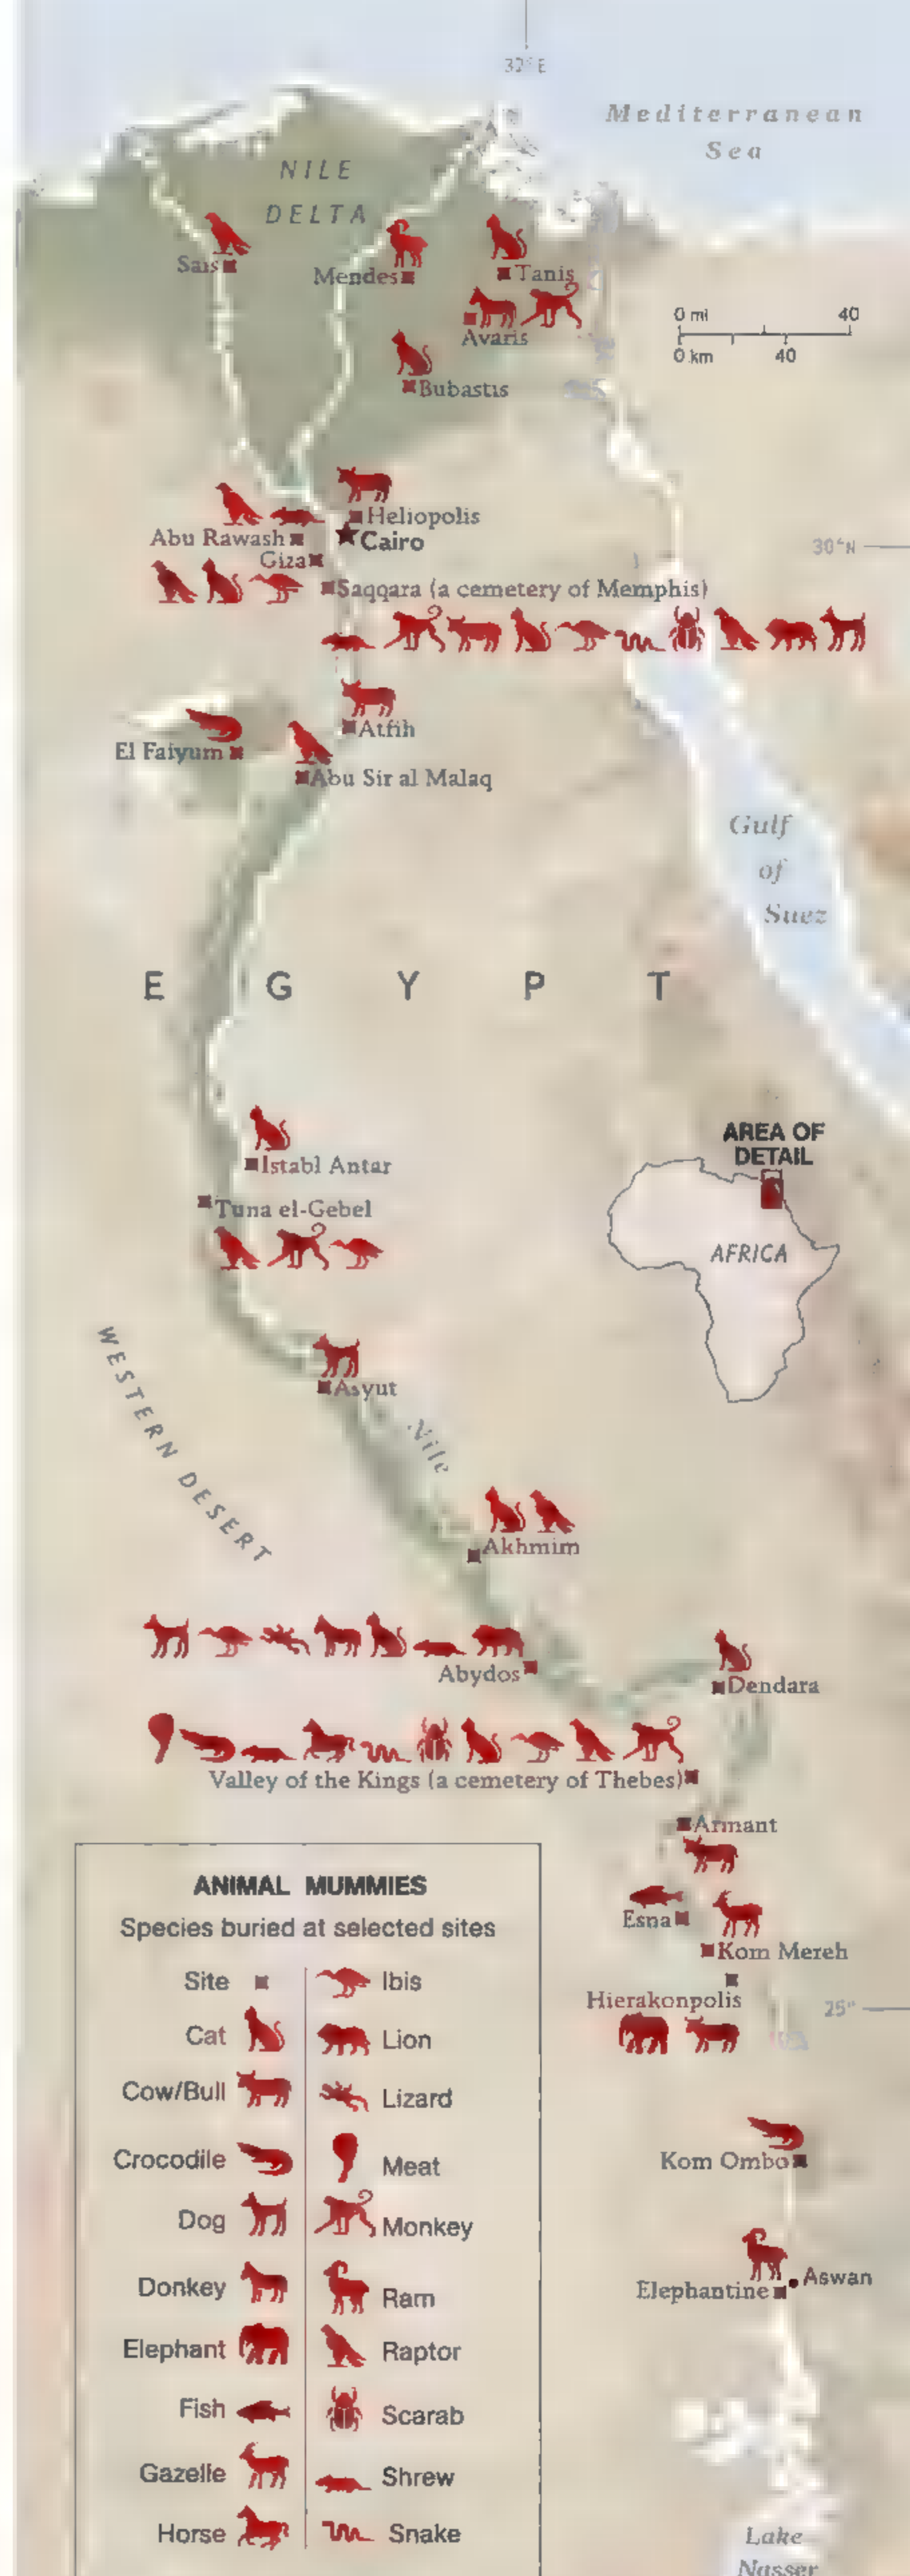 32° E
Mediterranean
Sea
NILE
DELTA
Sais
Mendes
Tanis
0 mi 40
0 km 40
Avaris
Bubastis
Heliopolis
Abu Rawash
Cairo
30°N
Giza
Saqqara (a cemetery of Memphis)
Atfih
El Faiyum
Abu Sir al Malaq
Gulf
of
Suez
E G Y P T
AREA OF
DETAIL
AFRICA
Istabl Antar
Tuna el-Gebel
WESTERN DESERT
Asyut
Nile
Akhmim
Abydos
Dendara
Valley of the Kings (a cemetery of Thebes)
Armant
Esna
Kom Mereh
Hierakonpolis
25°
Kom Ombo
Elephantine
Aswan
Lake
Nasser
ANIMAL MUMMIES
Species buried at selected sites
Site
Cat
Cow/Bull
Crocodile
Dog
Donkey
Elephant
Fish
Gazelle
Horse
Ibis
Lion
Lizard
Meat
Monkey
Ram
Raptor
Scarab
Shrew
Snake